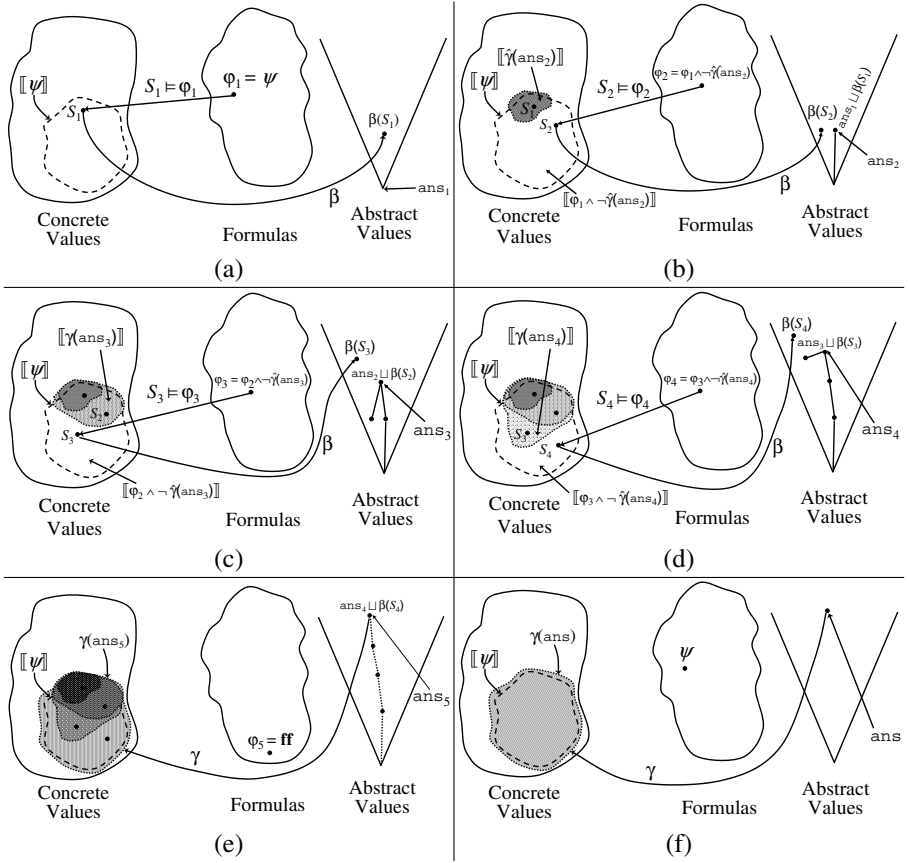 ⟦ψ⟧
S₁
S₁ ⊨ φ₁
φ₁ = ψ
β(S₁)
ans₁
β
Concrete
Values
Formulas
Abstract
Values
(a)
⟦γ̂(ans₂)⟧
⟦ψ⟧
S₁
S₂
S₂ ⊨ φ₂
φ₂ = φ₁ ∧ ¬γ̂(ans₂)
β(S₂)
ans₁ ⊔ β(S₁)
ans₂
⟦φ₁ ∧ ¬γ̂(ans₂)⟧
β
Concrete
Values
Formulas
Abstract
Values
(b)
⟦γ(ans₃)⟧
⟦ψ⟧
S₂
S₃
S₃ ⊨ φ₃
φ₃ = φ₂ ∧ ¬γ̂(ans₃)
β(S₃)
ans₂ ⊔ β(S₂)
ans₃
β
⟦φ₂ ∧ ¬ γ̂(ans₃)⟧
Concrete
Values
Formulas
Abstract
Values
(c)
⟦γ(ans₄)⟧
⟦ψ⟧
S₃
S₄
S₄ ⊨ φ₄
φ₄ = φ₃ ∧ ¬γ̂(ans₄)
β(S₄)
ans₃ ⊔ β(S₃)
ans₄
β
⟦φ₃ ∧ ¬ γ̂(ans₄)⟧
Concrete
Values
Formulas
Abstract
Values
(d)
γ(ans₅)
⟦ψ⟧
ans₄ ⊔ β(S₄)
ans₅
φ₅ = ff
γ
Concrete
Values
Formulas
Abstract
Values
(e)
γ(ans)
⟦ψ⟧
ψ
ans
γ
Concrete
Values
Formulas
Abstract
Values
(f)